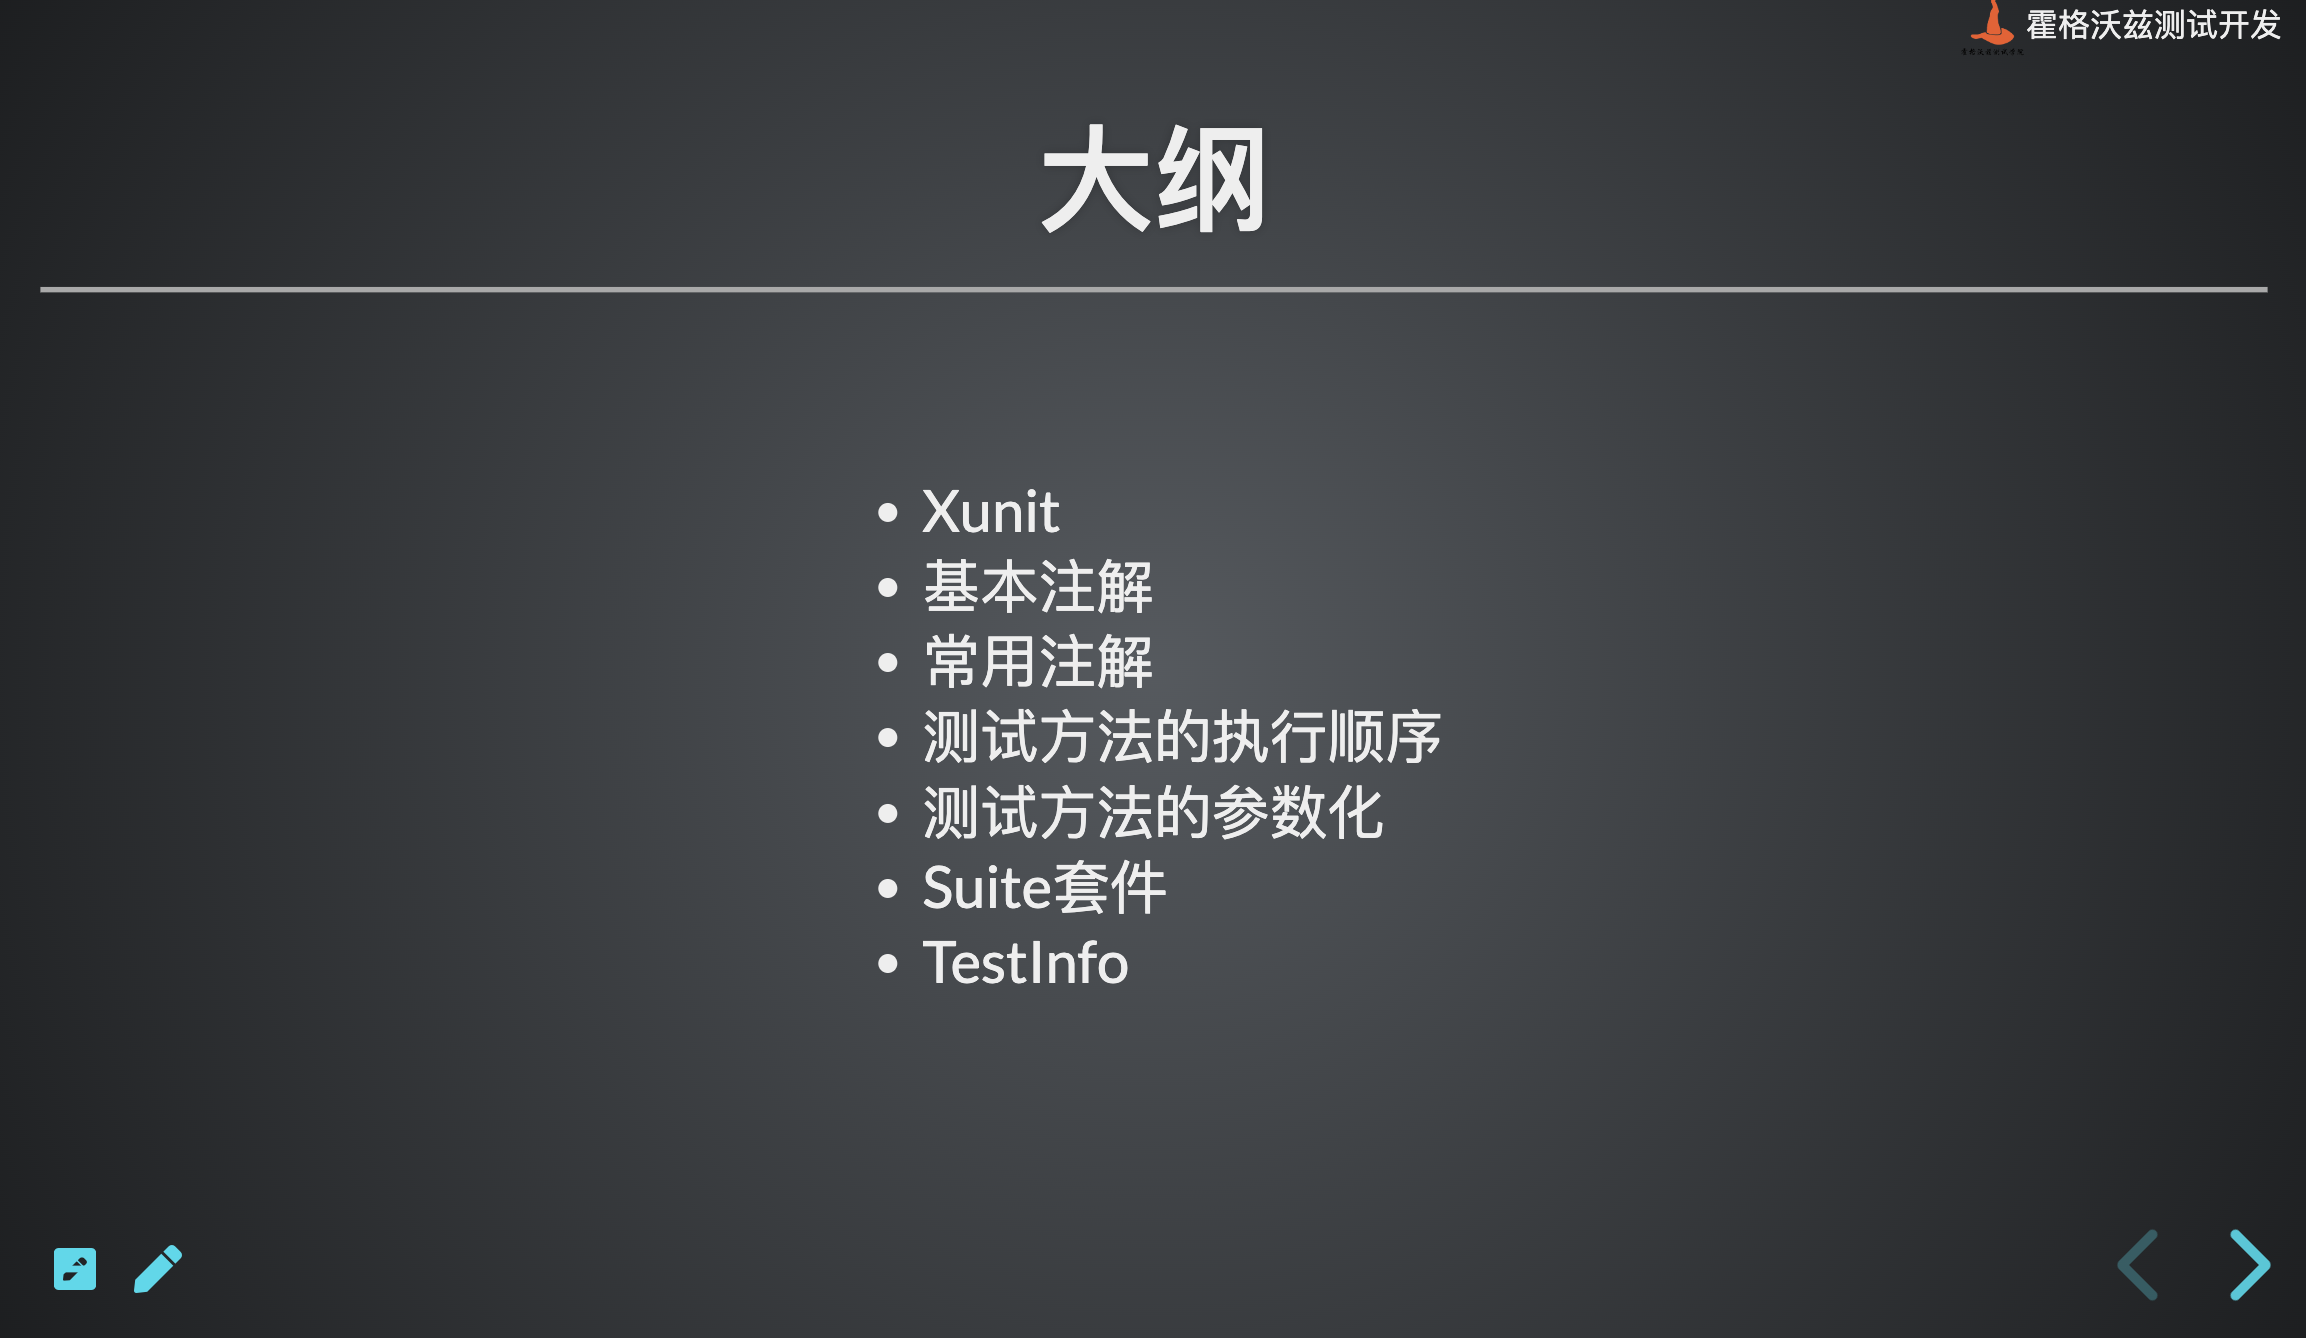 霍格沃兹测试开发
大纲
Xunit
基本注解
常用注解
测试方法的执行顺序
测试方法的参数化
Suite套件
TestInfo